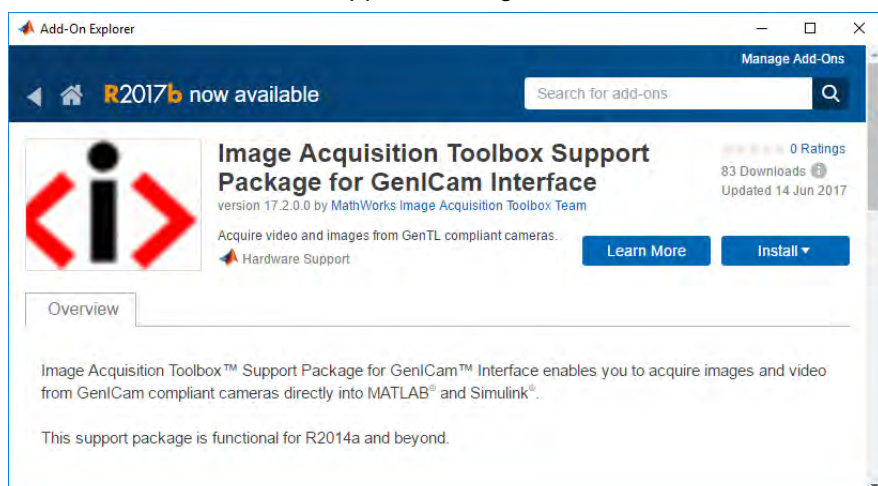 Add-On Explorer
Manage Add-Ons
R2017b now available
Search for add-ons
Image Acquisition Toolbox Support
Package for GenICam Interface
0 Ratings
83 Downloads
Updated 14 Jun 2017
version 17.2.0.0 by MathWorks Image Acquisition Toolbox Team
Acquire video and images from GenTL compliant cameras.
Hardware Support
Learn More
Install
Overview
Image Acquisition Toolbox™ Support Package for GenICam™ Interface enables you to acquire images and video
from GenICam compliant cameras directly into MATLAB® and Simulink®.
This support package is functional for R2014a and beyond.